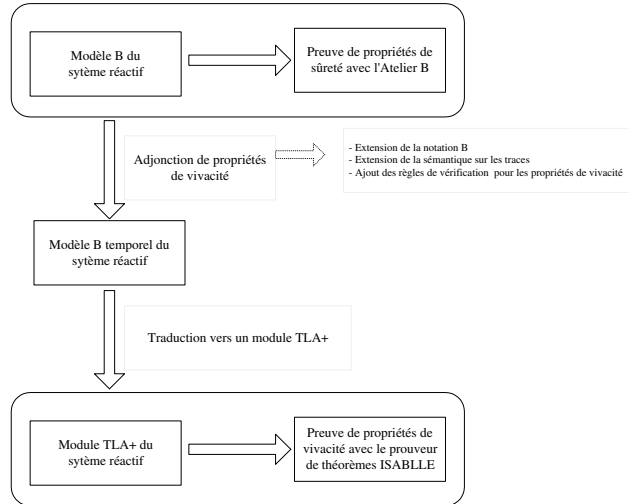 Modèle B du
sytème réactif
Preuve de propriétés de
sûreté avec l'Atelier B
Adjonction de propriétés
de vivacité
- Extension de la notation B
- Extension de la sémantique sur les traces
- Ajout des règles de vérification pour les propriétés de vivacité
Modèle B temporel du
sytème réactif
Traduction vers un module TLA+
Module TLA+ du
sytème réactif
Preuve de propriétés de
vivacité avec le prouveur
de théorèmes ISABLLE